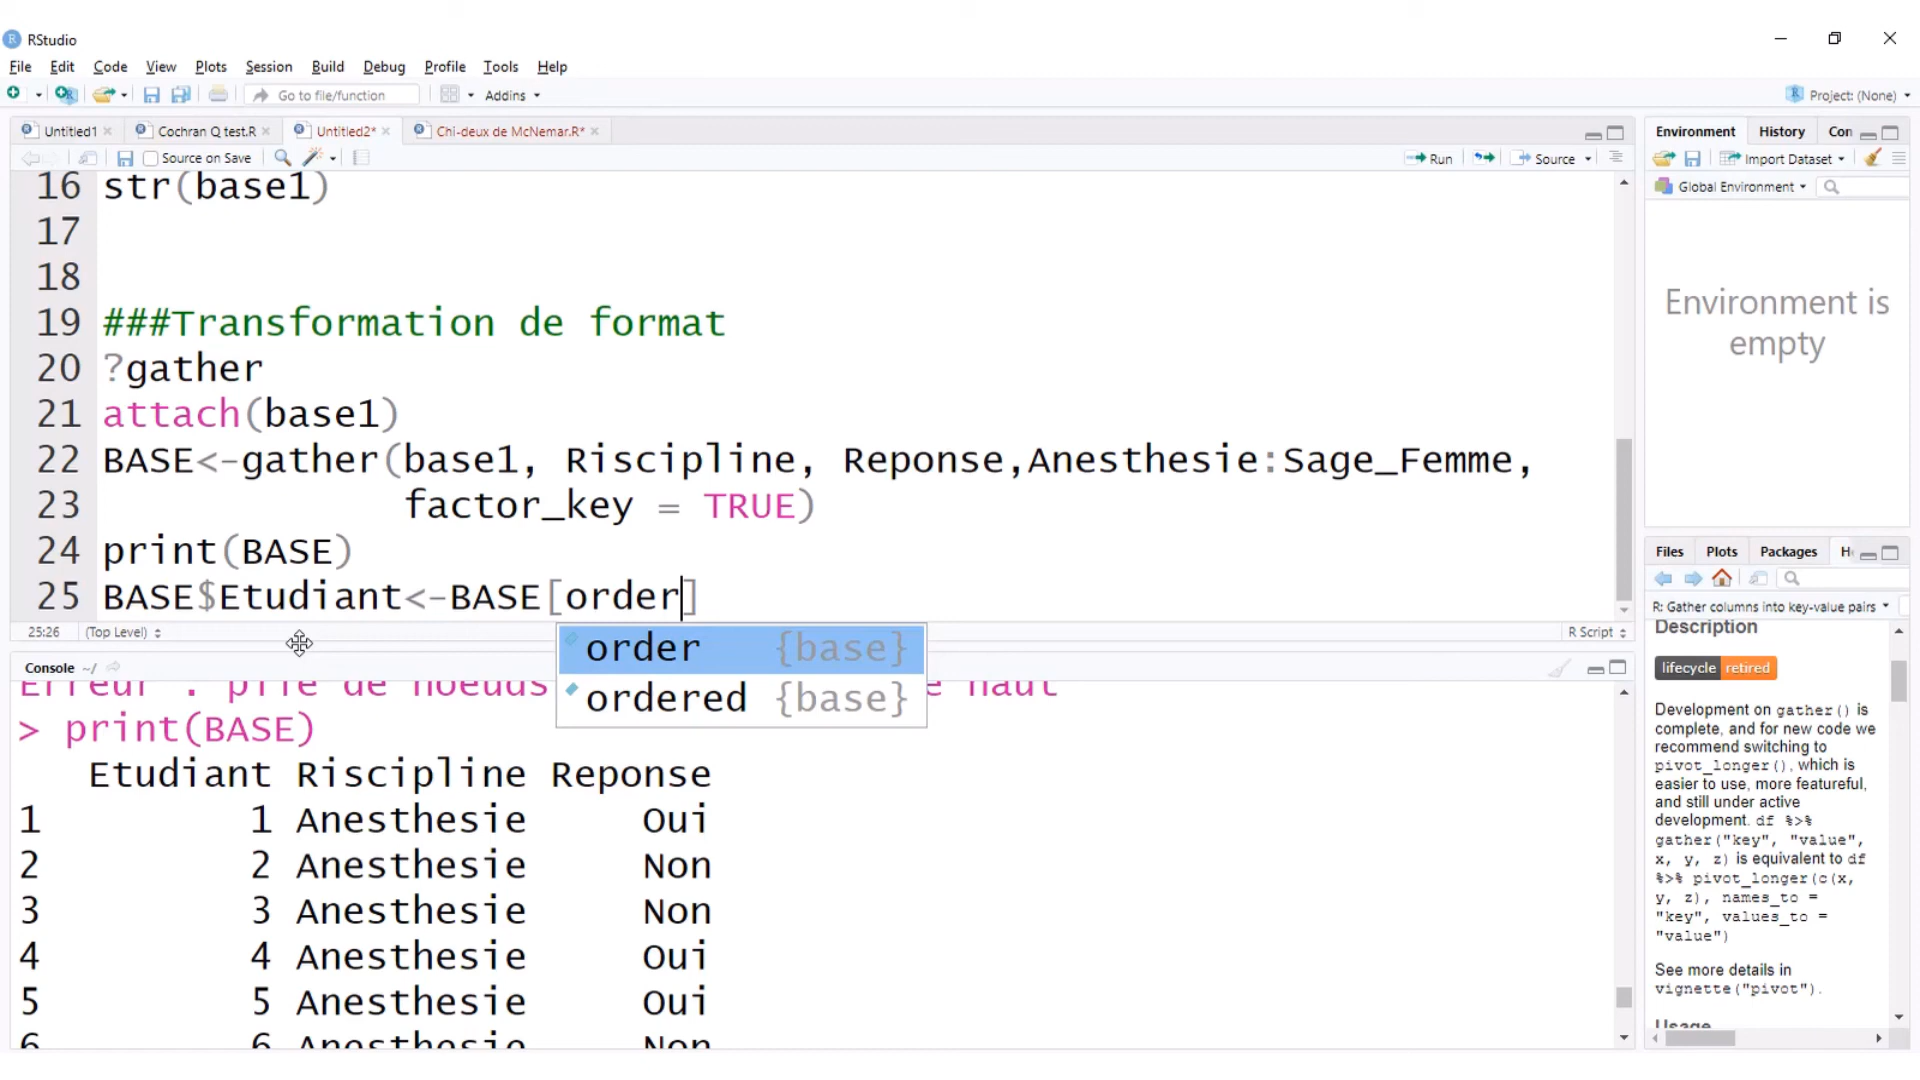 RStudio
File Edit Code View Plots Session Build Debug Profile Tools Help
Go to file/function Addins Project: (None)
Untitled1 Cochran Q test.R Untitled2* Chi-deux de McNemar.R*
Source on Save Run Source
16 str(base1)
17
18
19 ###Transformation de format
20 ?gather
21 attach(base1)
22 BASE<-gather(base1, Riscipline, Reponse,Anesthesie:Sage_Femme,
23 factor_key = TRUE)
24 print(BASE)
25 BASE$Etudiant<-BASE[order]
order {base}
ordered {base}
25:26 (Top Level) R Script
Console ~/
> print(BASE)
Etudiant Riscipline Reponse
1 1 Anesthesie Oui
2 2 Anesthesie Non
3 3 Anesthesie Non
4 4 Anesthesie Oui
5 5 Anesthesie Oui
6 6 Anesthesie Non
Environment History Con
Import Dataset
Global Environment
Environment is
empty
Files Plots Packages
R: Gather columns into key-value pairs
Description
lifecycle retired
Development on gather() is
complete, and for new code we
recommend switching to
pivot_longer(), which is
easier to use, more featureful,
and still under active
development. df %>%
gather("key", "value",
x, y, z) is equivalent to df
%>% pivot_longer(c(x,
y, z), names_to =
"key", values_to =
"value")
See more details in
vignette("pivot").
Usage